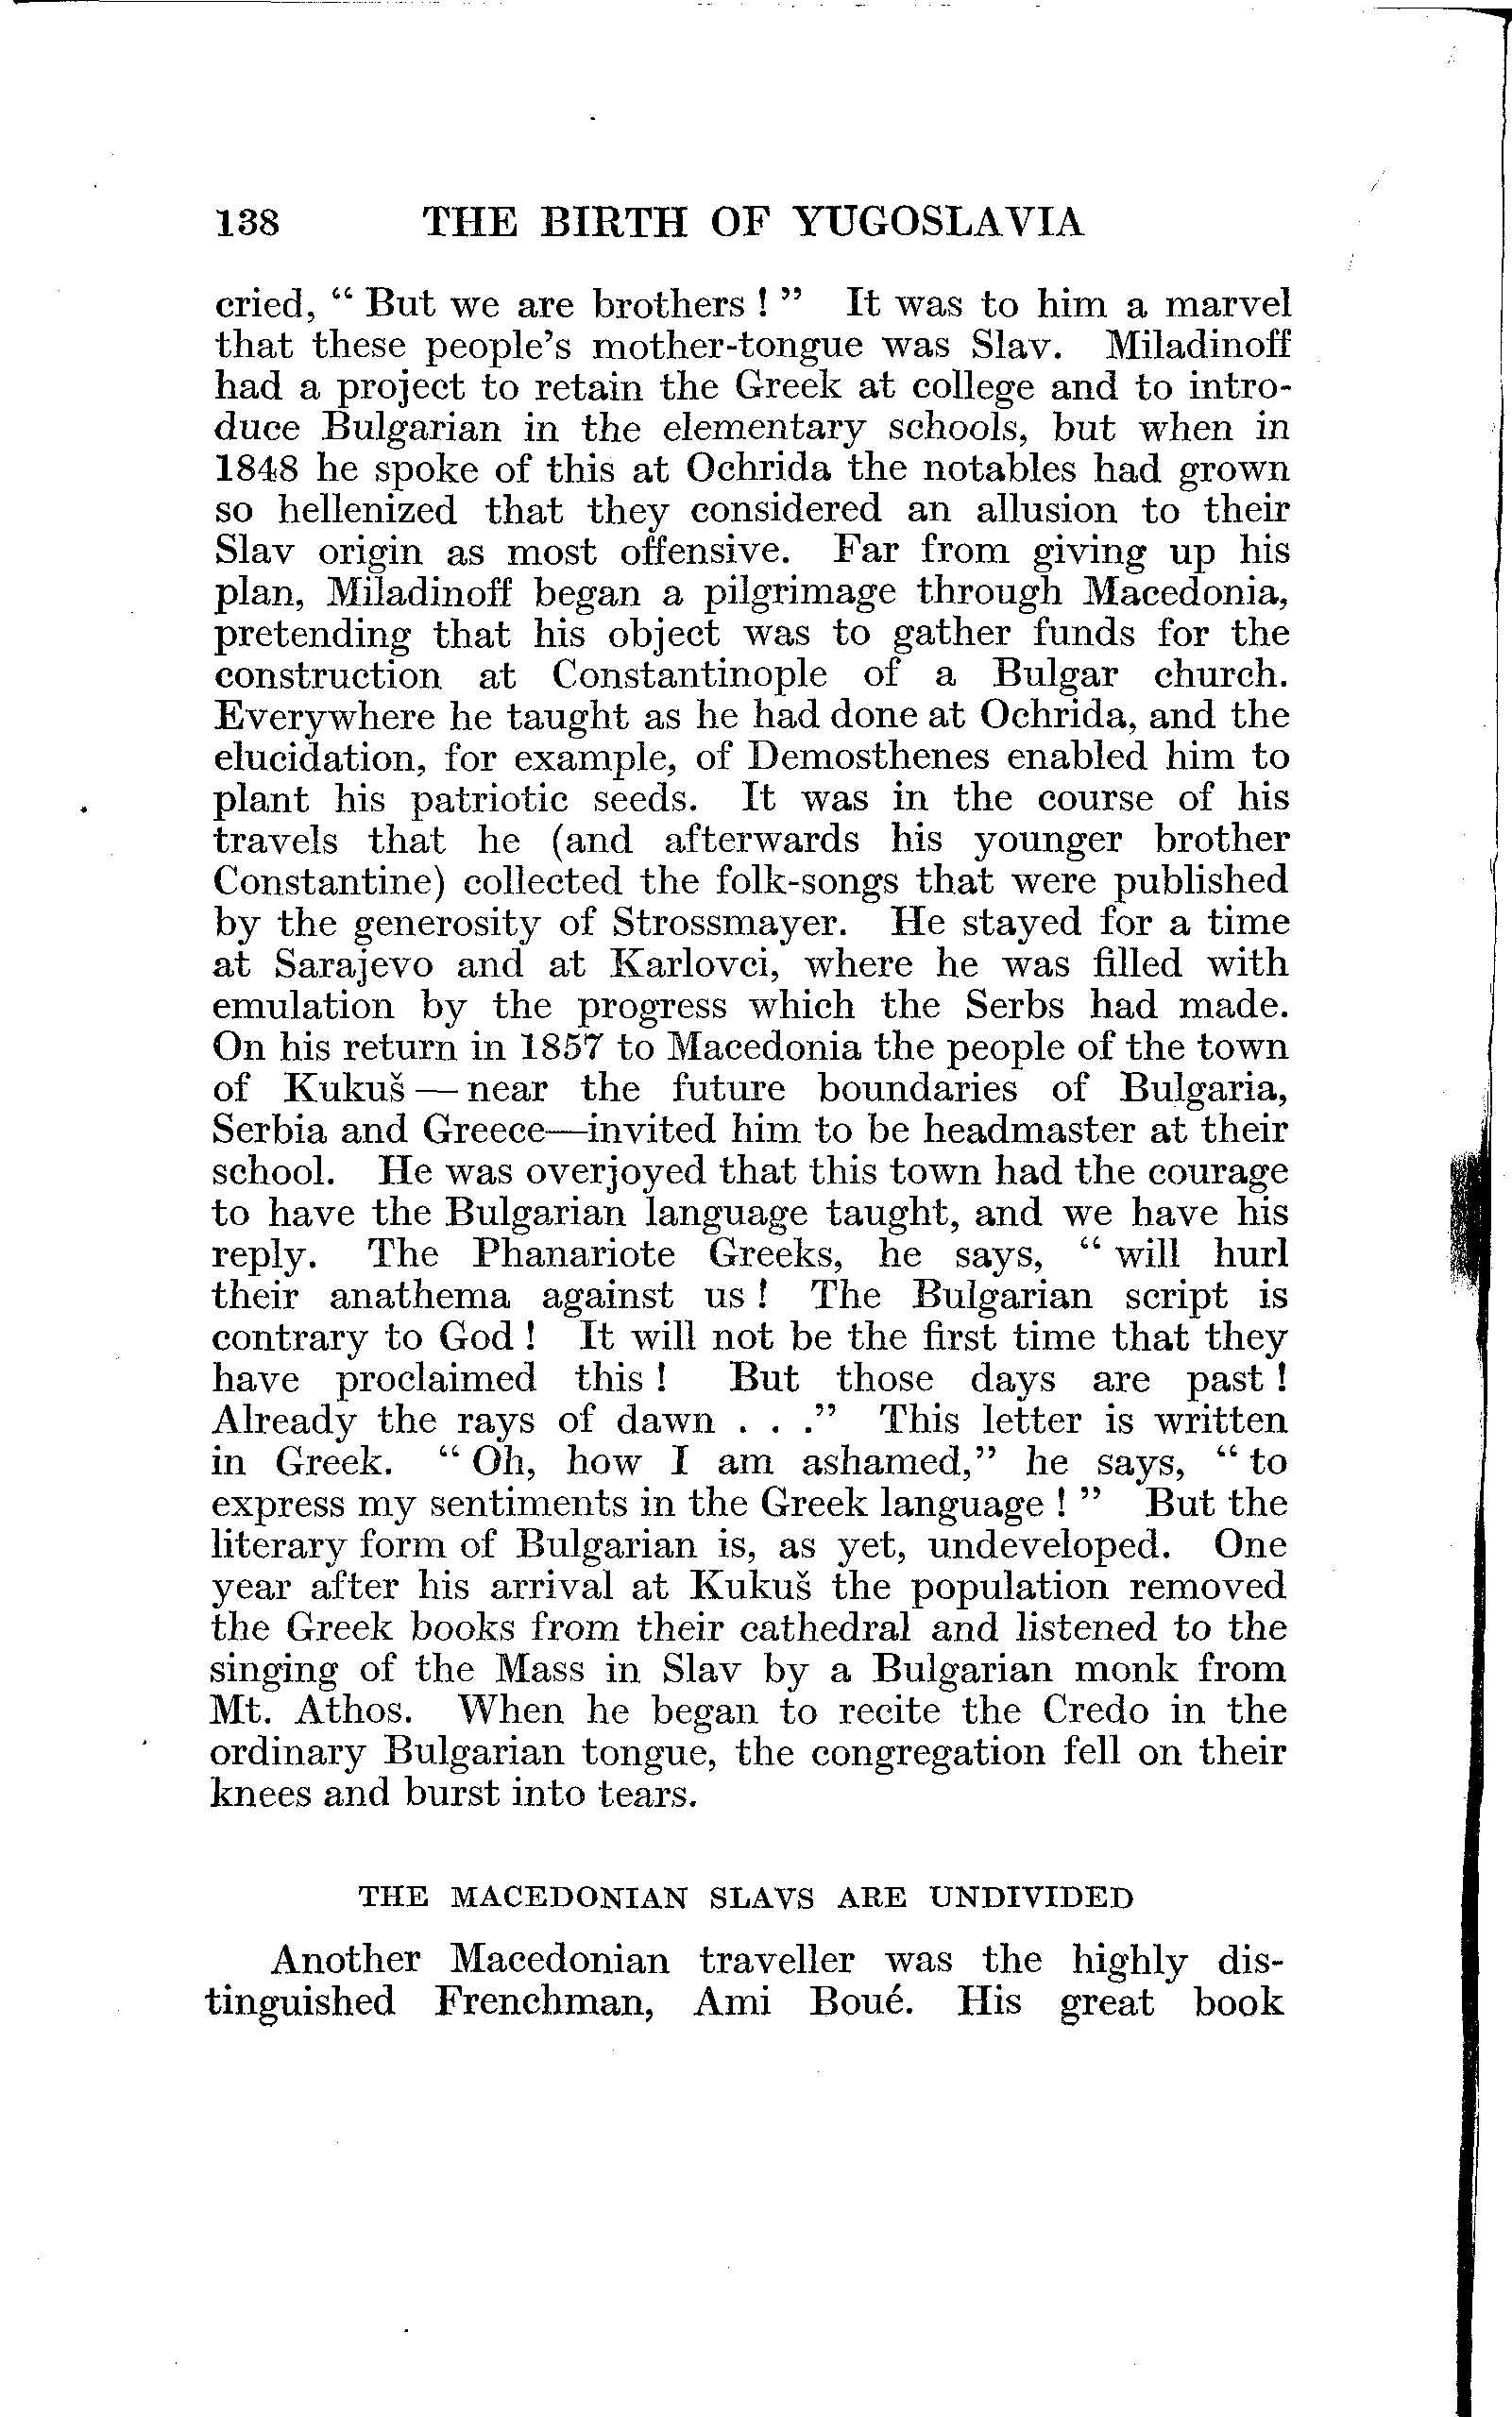 138 THE BIRTH OF YUGOSLAVIA
cried, “ But we are brothers ! ” It was to him a marvel
that these people’s mother-tongue was Slav. Miladinoff
had a project to retain the Greek at college and to intro-
duce Bulgarian in the elementary schools, but when in
1848 he spoke of this at Ochrida the notables had grown
so hellenized that they considered an allusion to their
Slav origin as most offensive. Far from giving up his
plan, Miladinoff began a pilgrimage through Macedonia,
pretending that his object was to gather funds for the
construction at Constantinople of a Bulgar church.
Everywhere he taught as he had done at Ochrida, and the
elucidation, for example, of Demosthenes enabled him to
plant his patriotic seeds. It was in the course of his
travels that he (and afterwards his younger brother
Constantine) collected the folk-songs that were published
by the generosity of Strossmayer. He stayed for a time
at Sarajevo and at Karlovci, where he was filled with
emulation by the progress which the Serbs had made.
On his return in 1857 to Macedonia the people of the town
of Kukuš — near the future boundaries of Bulgaria,
Serbia and Greece—invited him to be headmaster at their
school. He was overjoyed that this town had the courage
to have the Bulgarian language taught, and we have his
reply. The Phanariote Greeks, he says, “ will hurl
their anathema against us ! The Bulgarian script is
contrary to God ! It will not be the first time that they
have proclaimed this ! But those days are past !
Already the rays of dawn . . .” This letter is written
in Greek. “ Oh, how I am ashamed,” he says, “ to
express my sentiments in the Greek language ! ” But the
literary form of Bulgarian is, as yet, undeveloped. One
year after his arrival at Kukuš the population removed
the Greek books from their cathedral and listened to the
singing of the Mass in Slav by a Bulgarian monk from
Mt. Athos. When he began to recite the Credo in the
ordinary Bulgarian tongue, the congregation fell on their
knees and burst into tears.
THE MACEDONIAN SLAVS ARE UNDIVIDED
Another Macedonian traveller was the highly dis-
tinguished Frenchman, Ami Boué. His great book